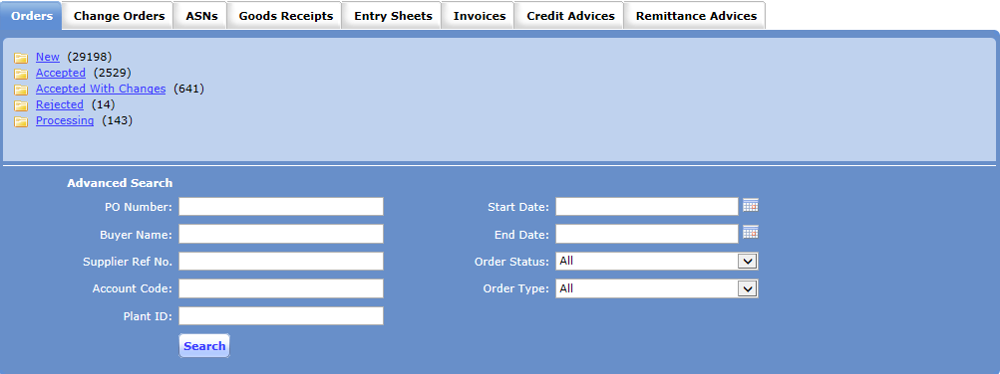 Orders Change Orders ASNs Goods Receipts Entry Sheets Invoices Credit Advices Remittance Advices
New (29198)
Accepted (2529)
Accepted With Changes (641)
Rejected (14)
Processing (143)
Advanced Search
PO Number: Start Date:
Buyer Name: End Date:
Supplier Ref No. Order Status: All
Account Code: Order Type: All
Plant ID:
Search